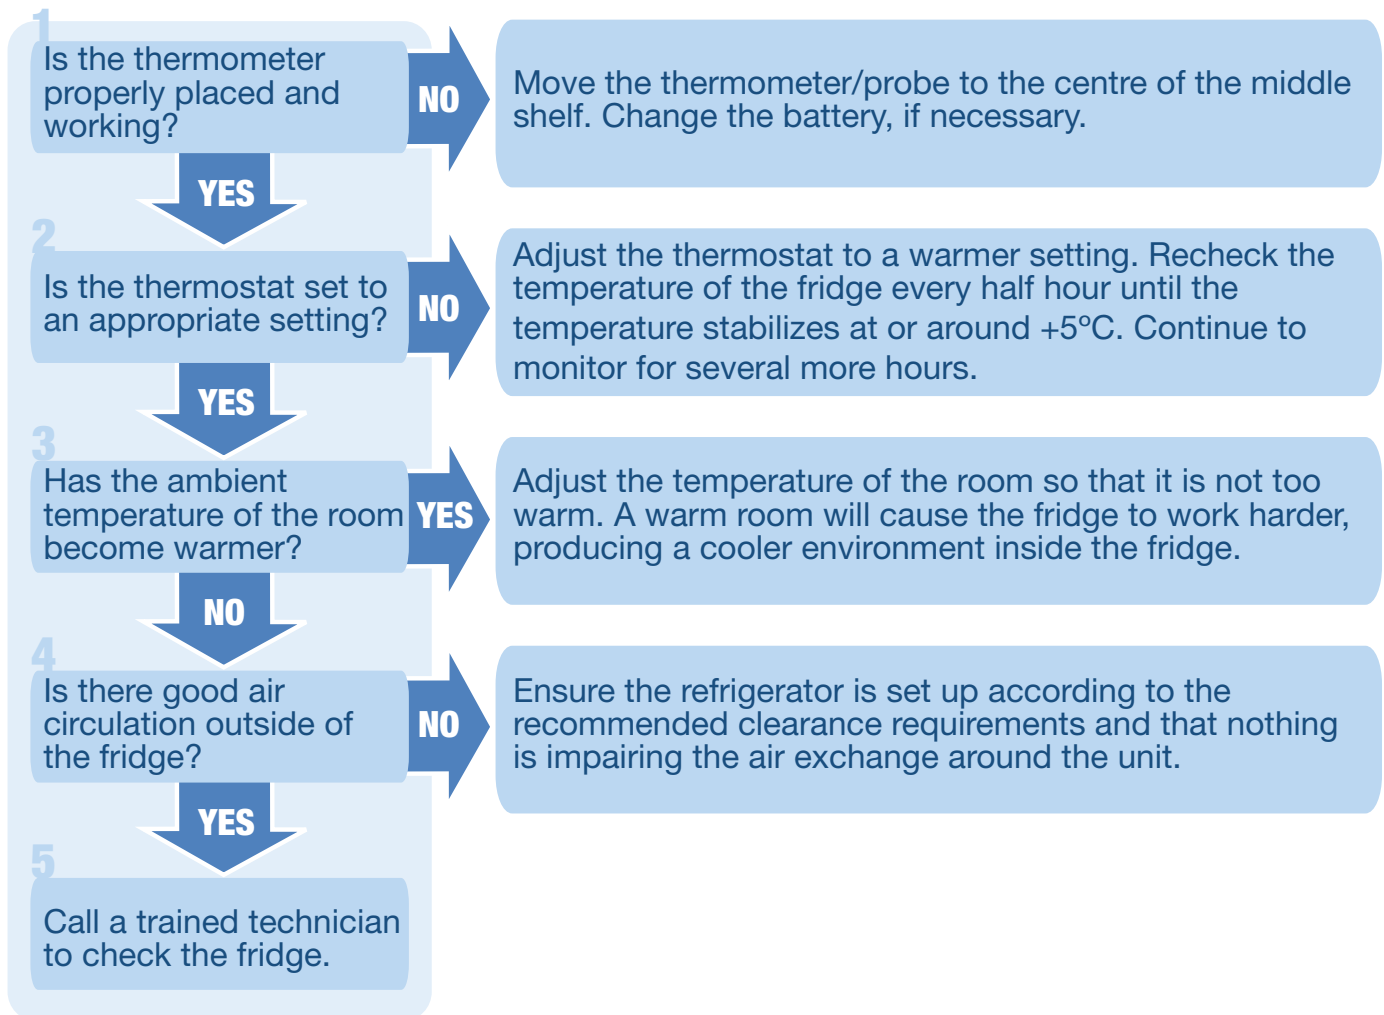 1
Is the thermometer
properly placed and
working?
NO
Move the thermometer/probe to the centre of the middle
shelf. Change the battery, if necessary.
YES
2
Is the thermostat set to
an appropriate setting?
NO
Adjust the thermostat to a warmer setting. Recheck the
temperature of the fridge every half hour until the
temperature stabilizes at or around +5ºC. Continue to
monitor for several more hours.
YES
3
Has the ambient
temperature of the room
become warmer?
YES
Adjust the temperature of the room so that it is not too
warm. A warm room will cause the fridge to work harder,
producing a cooler environment inside the fridge.
NO
4
Is there good air
circulation outside of
the fridge?
NO
Ensure the refrigerator is set up according to the
recommended clearance requirements and that nothing
is impairing the air exchange around the unit.
YES
5
Call a trained technician
to check the fridge.